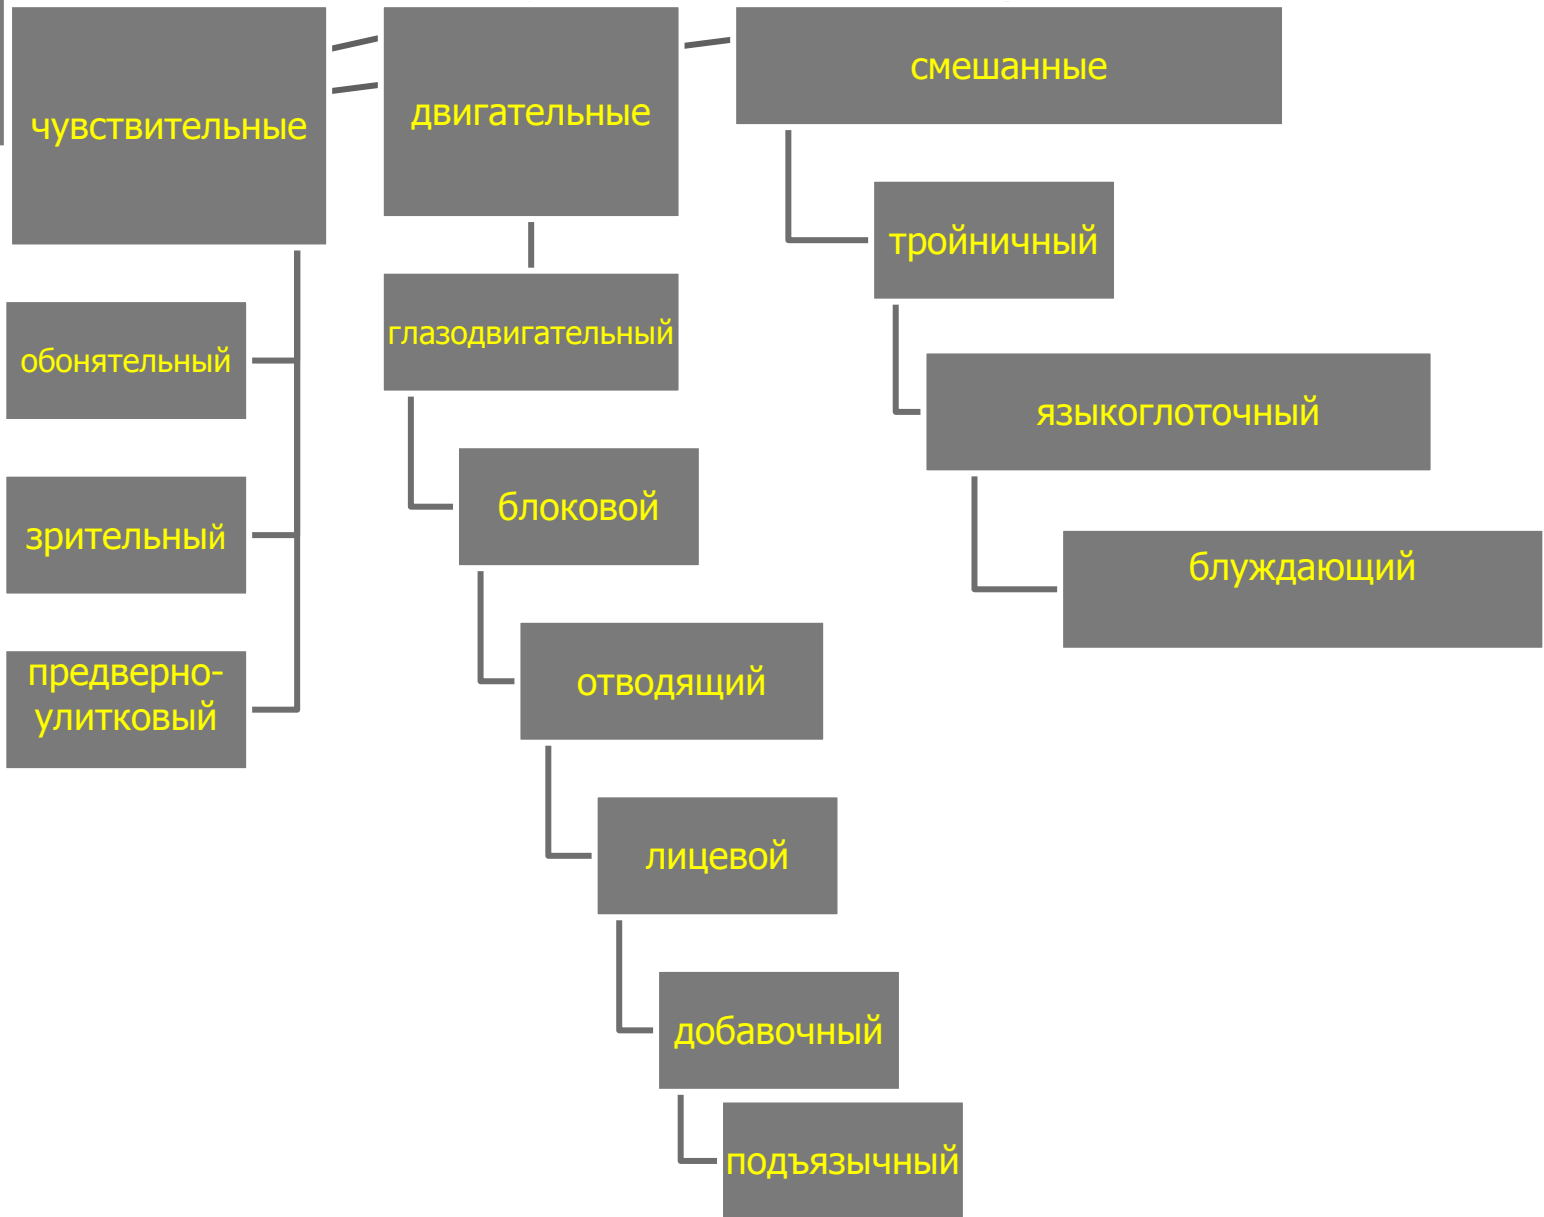 чувствительные
обонятельный
зрительный
предверно-
улитковый
двигательные
глазодвигательный
блоковой
отводящий
лицевой
добавочный
подъязычный
смешанные
тройничный
языкоглоточный
блуждающий